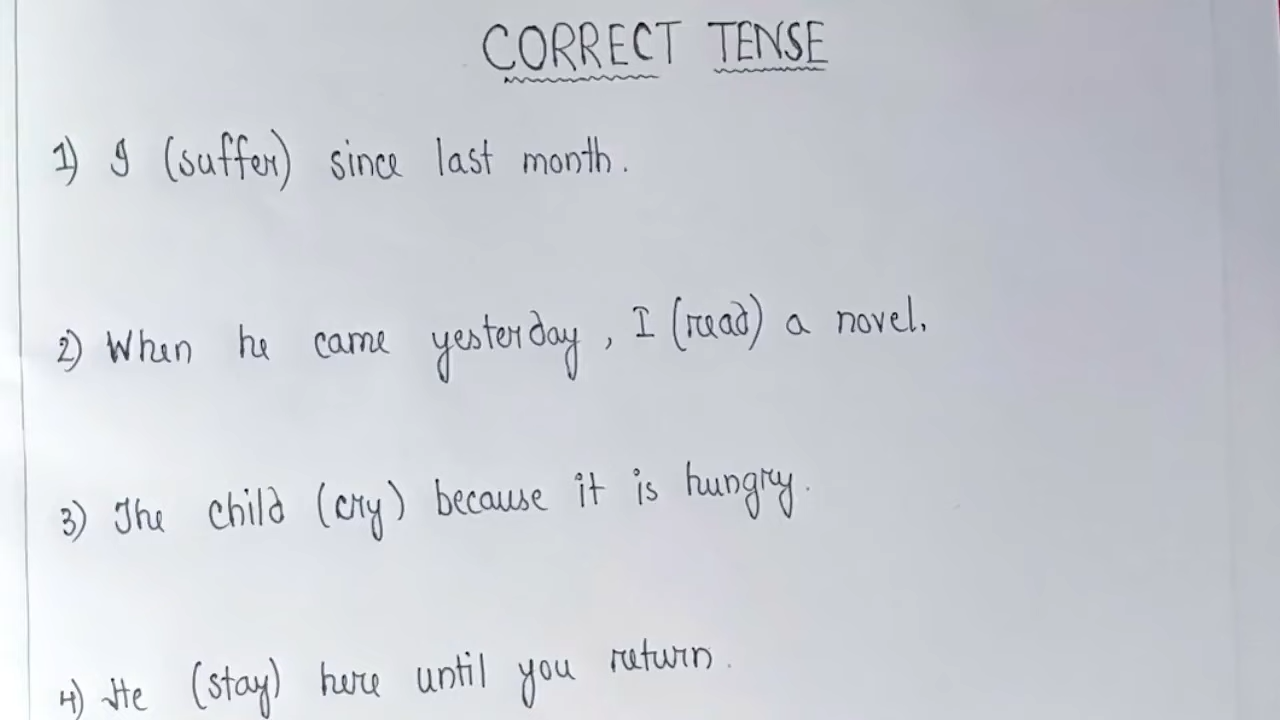 CORRECT TENSE
1) I (suffer) since last month.
2) When he came yesterday, I (read) a novel.
3) The child (cry) because it is hungry.
4) He (stay) here until you return.